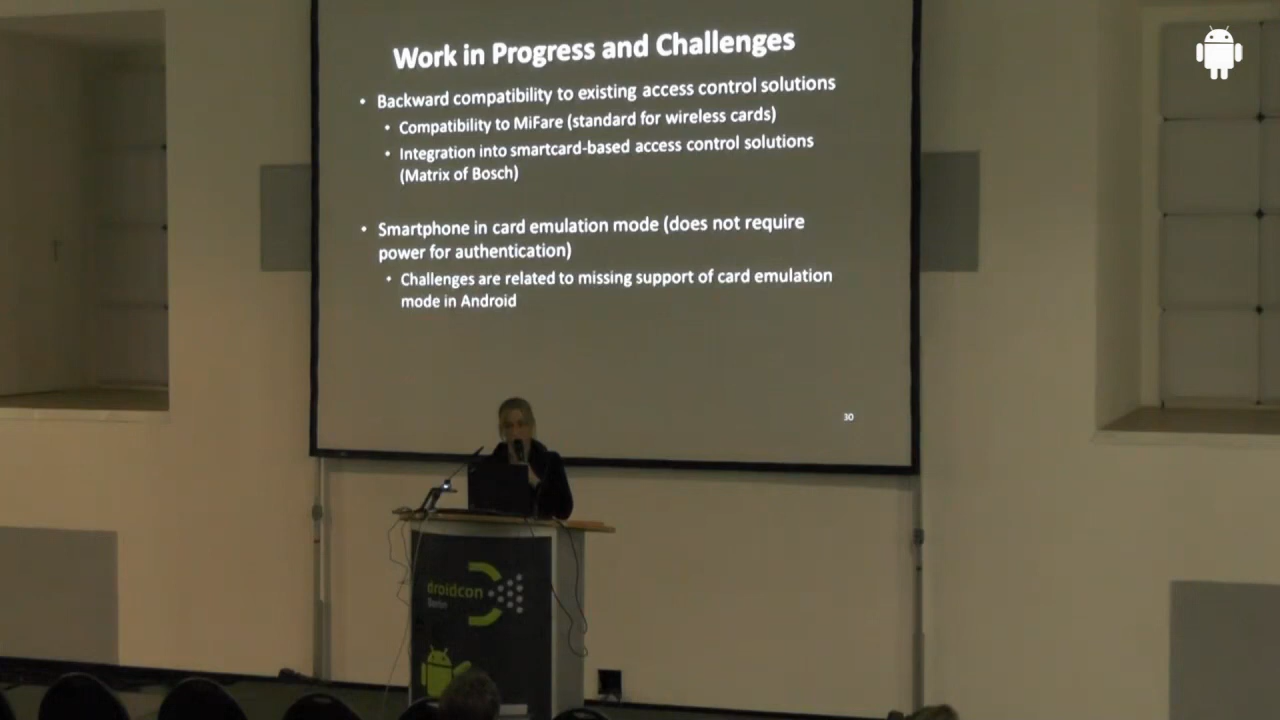 Work in Progress and Challenges
• Backward compatibility to existing access control solutions
• Compatibility to MiFare (standard for wireless cards)
• Integration into smartcard-based access control solutions
(Matrix of Bosch)
• Smartphone in card emulation mode (does not require
power for authentication)
• Challenges are related to missing support of card emulation
mode in Android
30
droidcon
Berlin